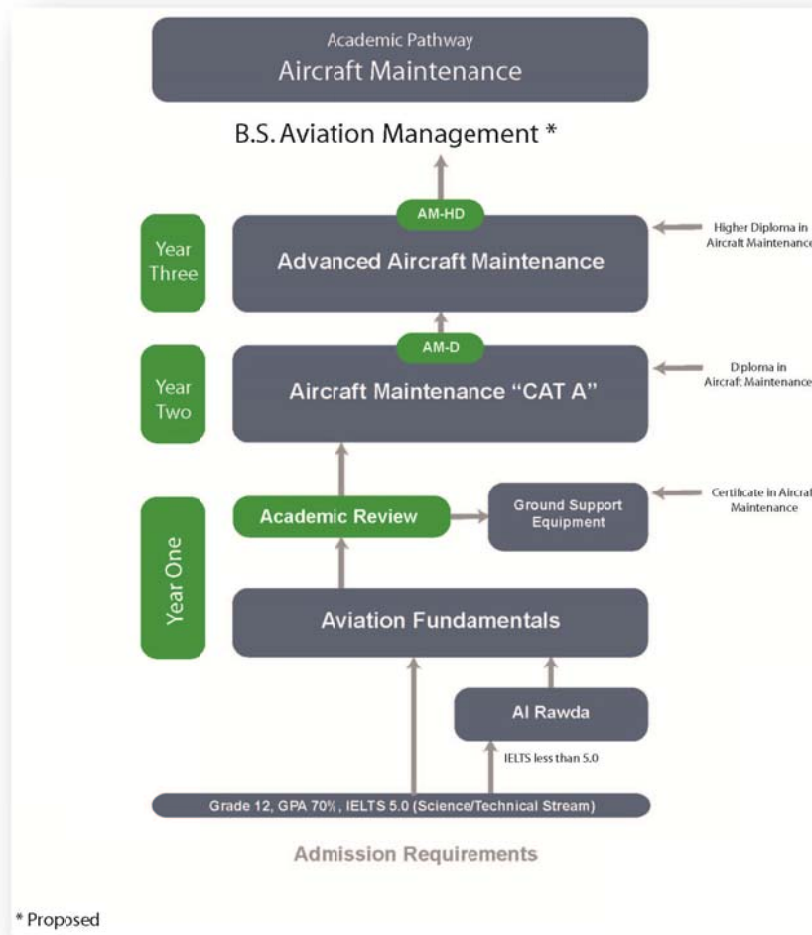 Academic Pathway
Aircraft Maintenance
B.S. Aviation Management *
AM-HD
Year
Three
Advanced Aircraft Maintenance
Higher Diploma in
Aircraft Maintenance
AM-D
Year
Two
Aircraft Maintenance “CAT A”
Diploma in
Aircraft Maintenance
Year One
Academic Review
Ground Support
Equipment
Certificate in Aircraft
Maintenance
Aviation Fundamentals
Al Rawda
IELTS less than 5.0
Grade 12, GPA 70%, IELTS 5.0 (Science/Technical Stream)
Admission Requirements
* Proposed